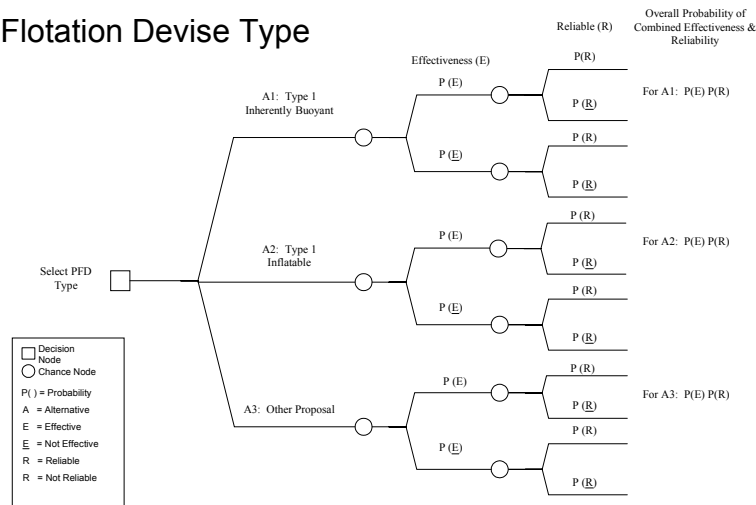 Flotation Devise Type
Reliable (R)
Overall Probability of
Combined Effectiveness &
Reliability
Effectiveness (E)
P(R)
P (E)
A1: Type 1
Inherently Buoyant
P (R)
For A1: P(E) P(R)
P (R)
P (E)
P (R)
P (R)
P (E)
A2: Type 1
Inflatable
For A2: P(E) P(R)
P (R)
Select PFD
Type
P (R)
P (E)
P (R)
Decision
Node
Chance Node
P( ) = Probability
A = Alternative
E = Effective
E = Not Effective
R = Reliable
R = Not Reliable
P (R)
P (E)
A3: Other Proposal
P (R)
For A3: P(E) P(R)
P (R)
P (E)
P (R)